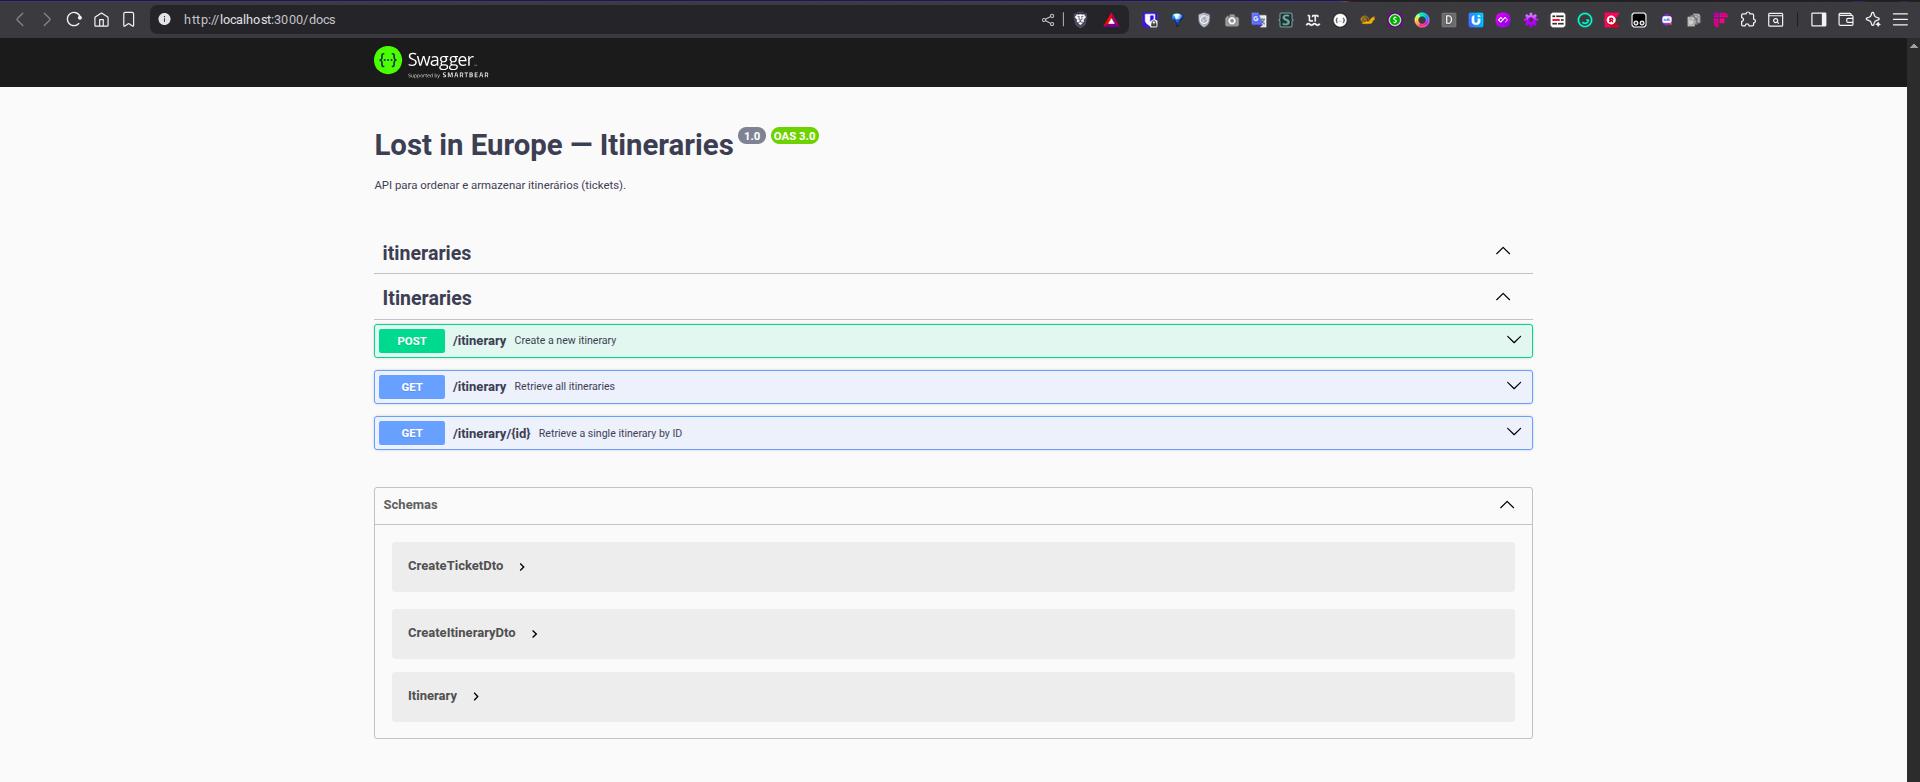 http://localhost:3000/docs
Swagger
Supported by SMARTBEAR
Lost in Europe — Itineraries 1.0 OAS 3.0
API para ordenar e armazenar itinerários (tickets).
itineraries
Itineraries
POST /itinerary Create a new itinerary
GET /itinerary Retrieve all itineraries
GET /itinerary/{id} Retrieve a single itinerary by ID
Schemas
CreateTicketDto
CreateItineraryDto
Itinerary